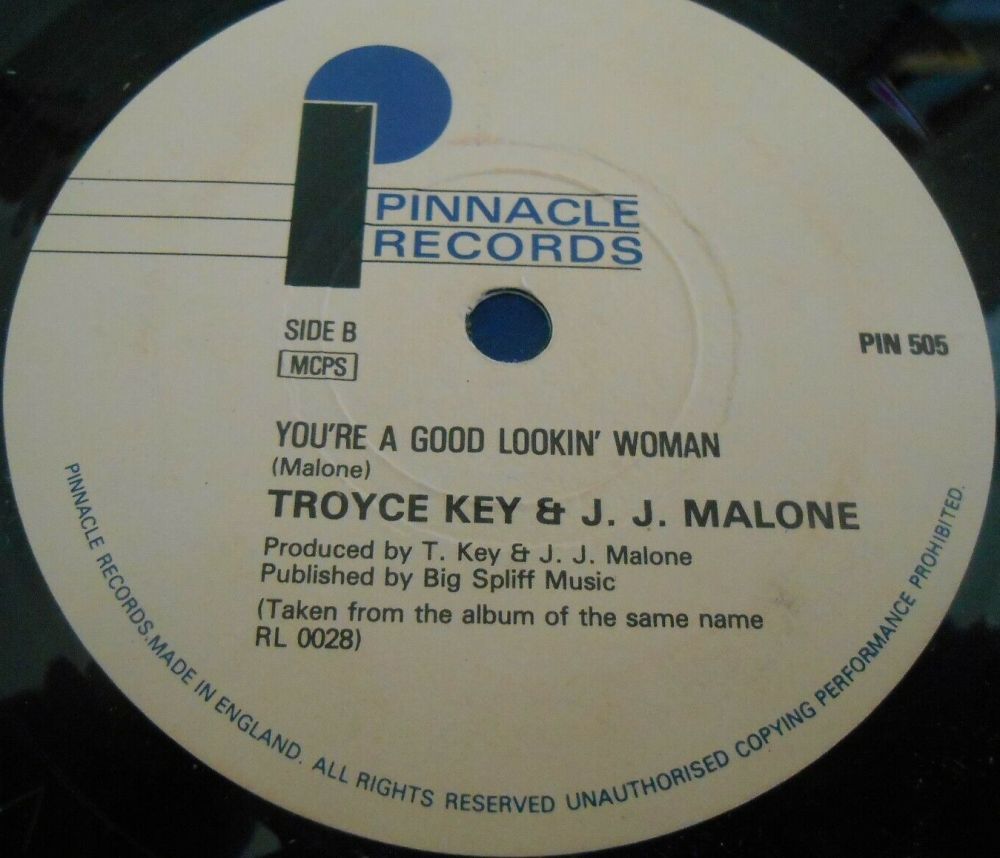 PINNACLE
RECORDS
SIDE B
MCPS
PIN 505
YOU'RE A GOOD LOOKIN' WOMAN
(Malone)
TROYCE KEY & J. J. MALONE
Produced by T. Key & J. J. Malone
Published by Big Spliff Music
(Taken from the album of the same name
RL 0028)
PINNACLE RECORDS.MADE IN ENGLAND. ALL RIGHTS RESERVED UNAUTHORISED COPYING PERFORMANCE PROHIBITED.